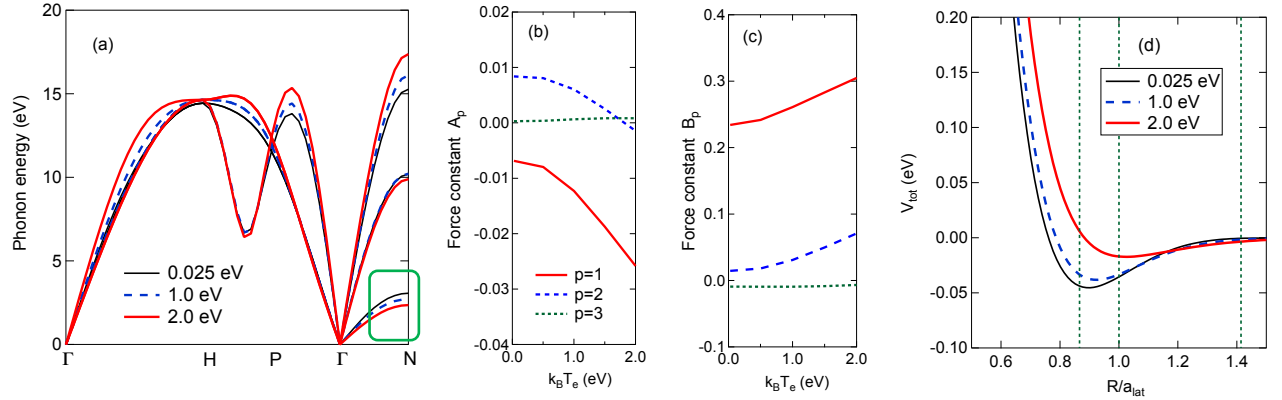 (a)
Phonon energy (eV)
20
15
10
5
0
0.025 eV
1.0 eV
2.0 eV
Γ H P Γ N
(b)
Force constant A_p
0.02
0.01
0.00
-0.01
-0.02
-0.03
-0.04
p=1
p=2
p=3
0.0 1.0 2.0
k_BT_e (eV)
(c)
Force constant B_p
0.4
0.3
0.2
0.1
0.0
-0.1
0.0 1.0 2.0
k_BT_e (eV)
(d)
V_tot (eV)
0.20
0.15
0.10
0.05
0.00
-0.05
-0.10
0.025 eV
1.0 eV
2.0 eV
0.6 0.8 1.0 1.2 1.4
R/a_lat